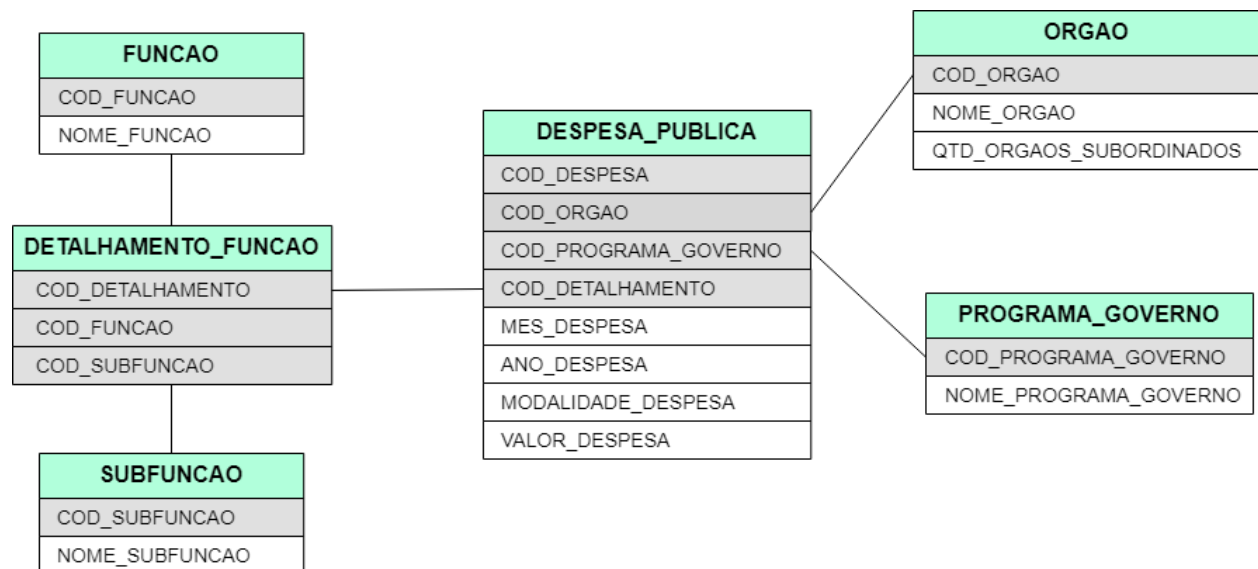 FUNCAO
COD_FUNCAO
NOME_FUNCAO
DETALHAMENTO_FUNCAO
COD_DETALHAMENTO
COD_FUNCAO
COD_SUBFUNCAO
SUBFUNCAO
COD_SUBFUNCAO
NOME_SUBFUNCAO
DESPESA_PUBLICA
COD_DESPESA
COD_ORGAO
COD_PROGRAMA_GOVERNO
COD_DETALHAMENTO
MES_DESPESA
ANO_DESPESA
MODALIDADE_DESPESA
VALOR_DESPESA
ORGAO
COD_ORGAO
NOME_ORGAO
QTD_ORGAOS_SUBORDINADOS
PROGRAMA_GOVERNO
COD_PROGRAMA_GOVERNO
NOME_PROGRAMA_GOVERNO